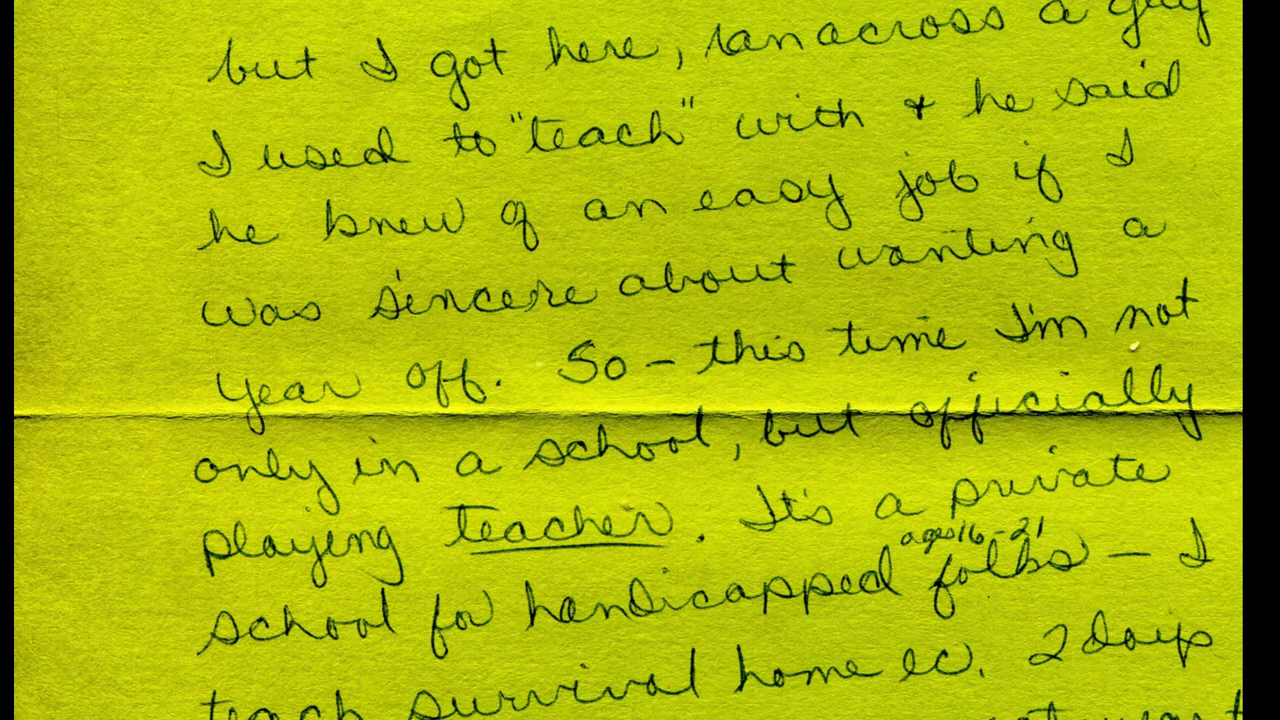 but I got here, ran across a guy
I used to "teach" with & he said
he knew of an easy job if I
was sincere about wanting a
year off. So – this time I'm not
only in a school, but officially
playing teacher. It's a private
ages 16-21
school for handicapped folks – I
teach survival home ec. 2 days